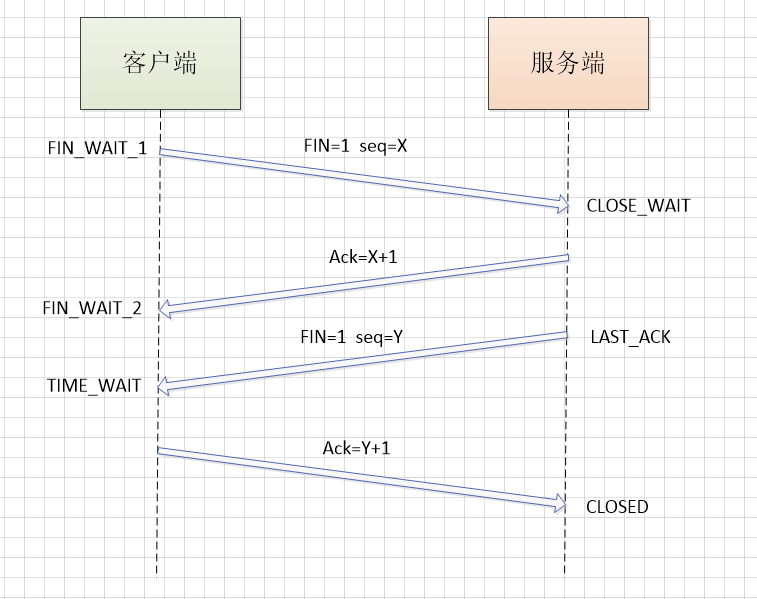 客户端
服务端
FIN_WAIT_1
FIN=1 seq=X
CLOSE_WAIT
Ack=X+1
FIN_WAIT_2
FIN=1 seq=Y
LAST_ACK
TIME_WAIT
Ack=Y+1
CLOSED